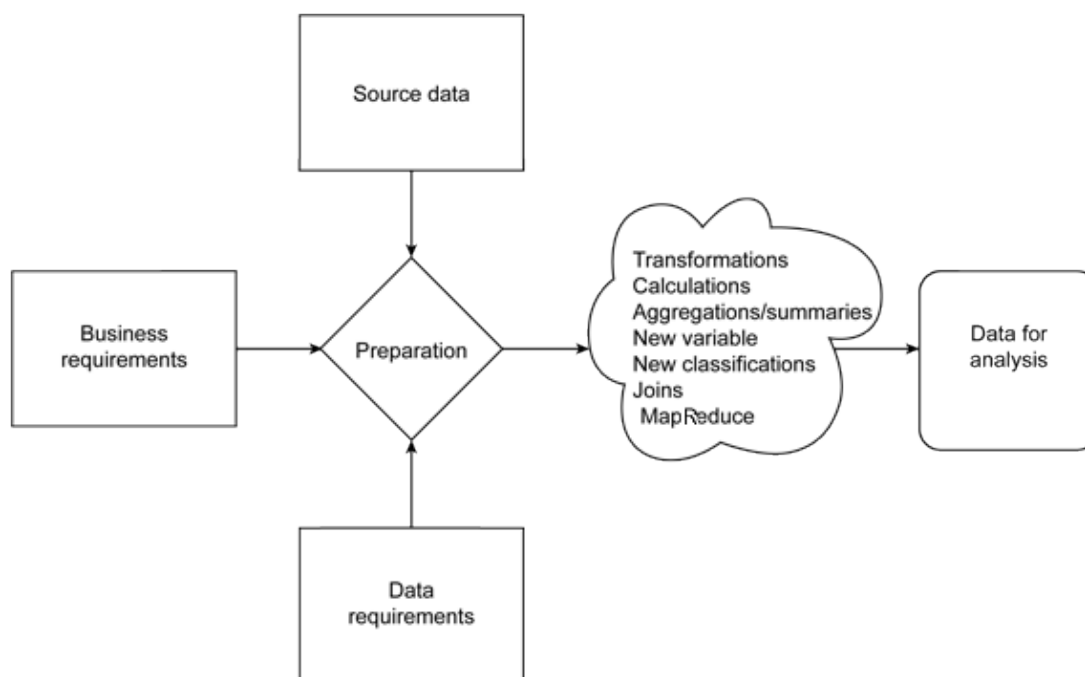 Source data
Business
requirements
Preparation
Transformations
Calculations
Aggregations/summaries
New variable
New classifications
Joins
MapReduce
Data for
analysis
Data
requirements